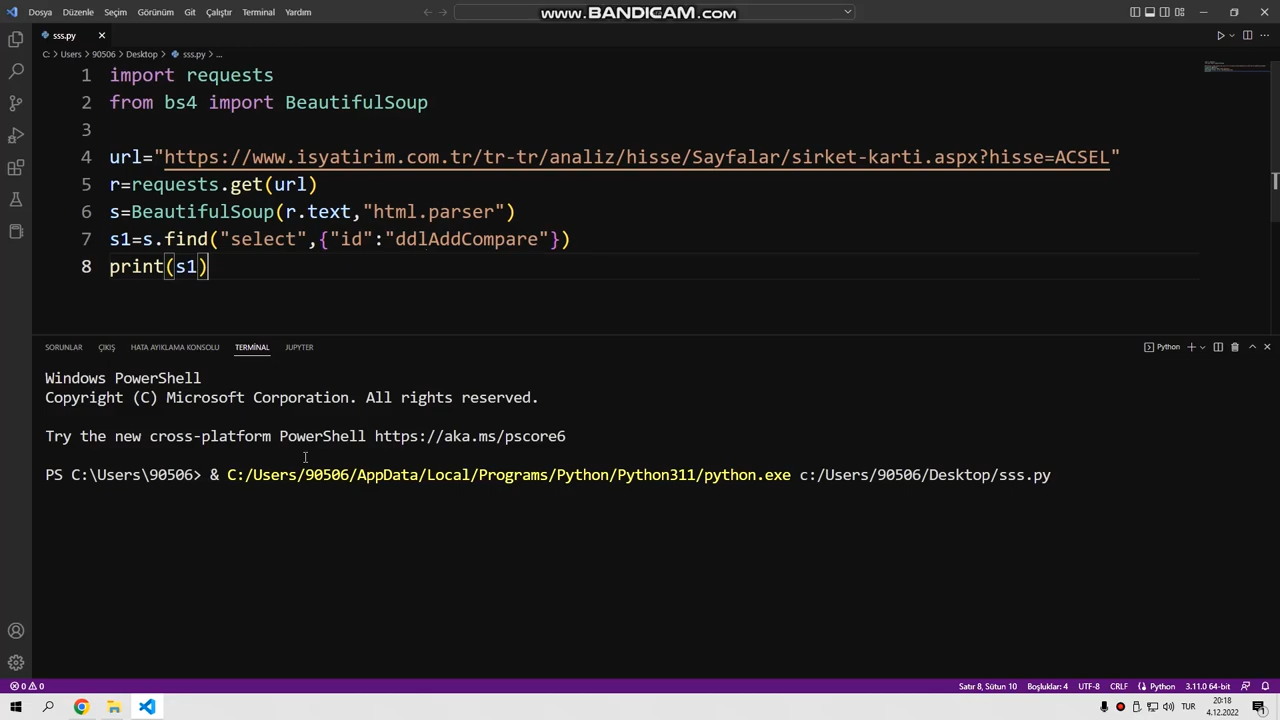 Dosya Düzenle Seçim Görünüm Git Çalıştır Terminal Yardım
www.BANDICAM.com
sss.py
C: > Users > 90506 > Desktop > sss.py > ...
1 import requests
2 from bs4 import BeautifulSoup
3
4 url="https://www.isyatirim.com.tr/tr-tr/analiz/hisse/Sayfalar/sirket-karti.aspx?hisse=ACSEL"
5 r=requests.get(url)
6 s=BeautifulSoup(r.text,"html.parser")
7 s1=s.find("select",{"id":"ddlAddCompare"})
8 print(s1)
SORUNLAR ÇIKIŞ HATA AYIKLAMA KONSOLU TERMİNAL JUPYTER
Python
Windows PowerShell
Copyright (C) Microsoft Corporation. All rights reserved.
Try the new cross-platform PowerShell https://aka.ms/pscore6
PS C:\Users\90506> & C:/Users/90506/AppData/Local/Programs/Python/Python311/python.exe c:/Users/90506/Desktop/sss.py
0 0
Satır 8, Sütun 10 Boşluklar: 4 UTF-8 CRLF Python 3.11.0 64-bit
TUR
20:18
4.12.2022
1